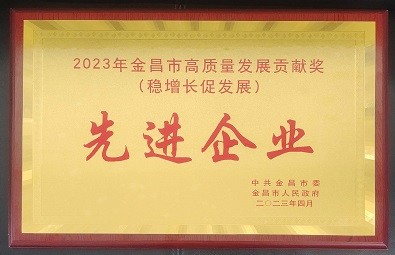 2023年金昌市高质量发展贡献奖
（稳增长促发展）
先进企业
中共金昌市委
金昌市人民政府
二〇二三年四月